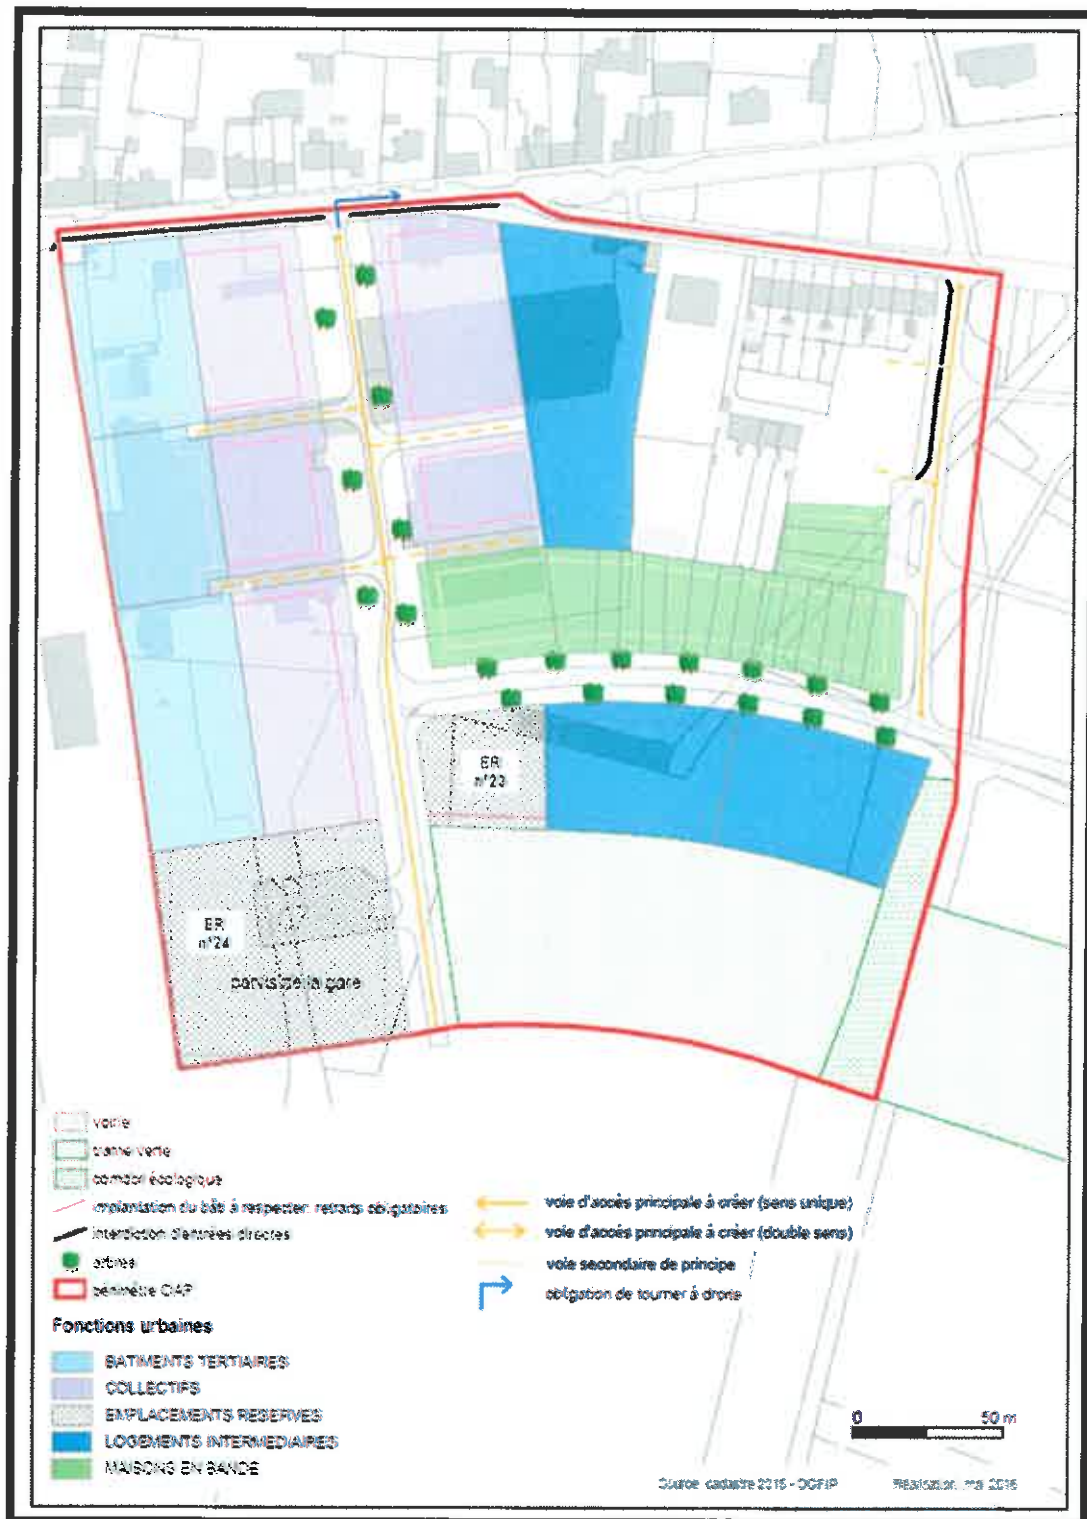 ER
n°23
ER
n°24
parvis de la gare
voirie
trame verte
corridor écologique
implantation du bâti à respecter: retraits obligatoires
interdiction d'entrées directes
arbres
périmètre OAP
voie d'accès principale à créer (sens unique)
voie d'accès principale à créer (double sens)
voie secondaire de principe
obligation de tourner à droite
Fonctions urbaines
BATIMENTS TERTIAIRES
COLLECTIFS
EMPLACEMENTS RESERVES
LOGEMENTS INTERMEDIAIRES
MAISONS EN BANDE
0 50 m
Source: cadastre 2015 - DGFIP Réalisation: mai 2016